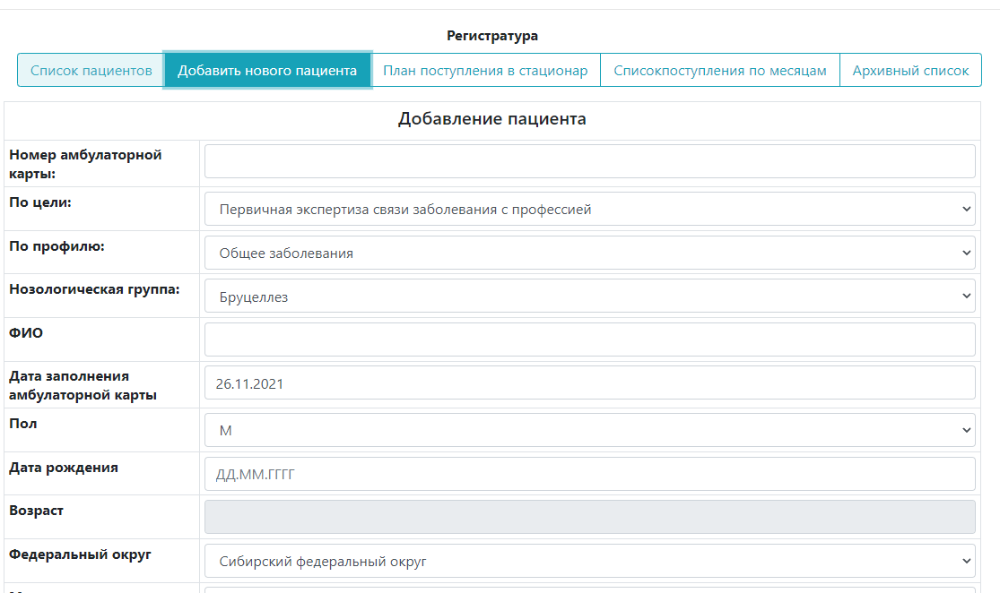 Регистратура
Список пациентов Добавить нового пациента План поступления в стационар Списокпоступления по месяцам Архивный список
Добавление пациента
Номер амбулаторной
карты:
По цели:
Первичная экспертиза связи заболевания с профессией
По профилю:
Общее заболевания
Нозологическая группа:
Бруцеллез
ФИО
Дата заполнения
амбулаторной карты
26.11.2021
Пол
М
Дата рождения
ДД.ММ.ГГГГ
Возраст
Федеральный округ
Сибирский федеральный округ